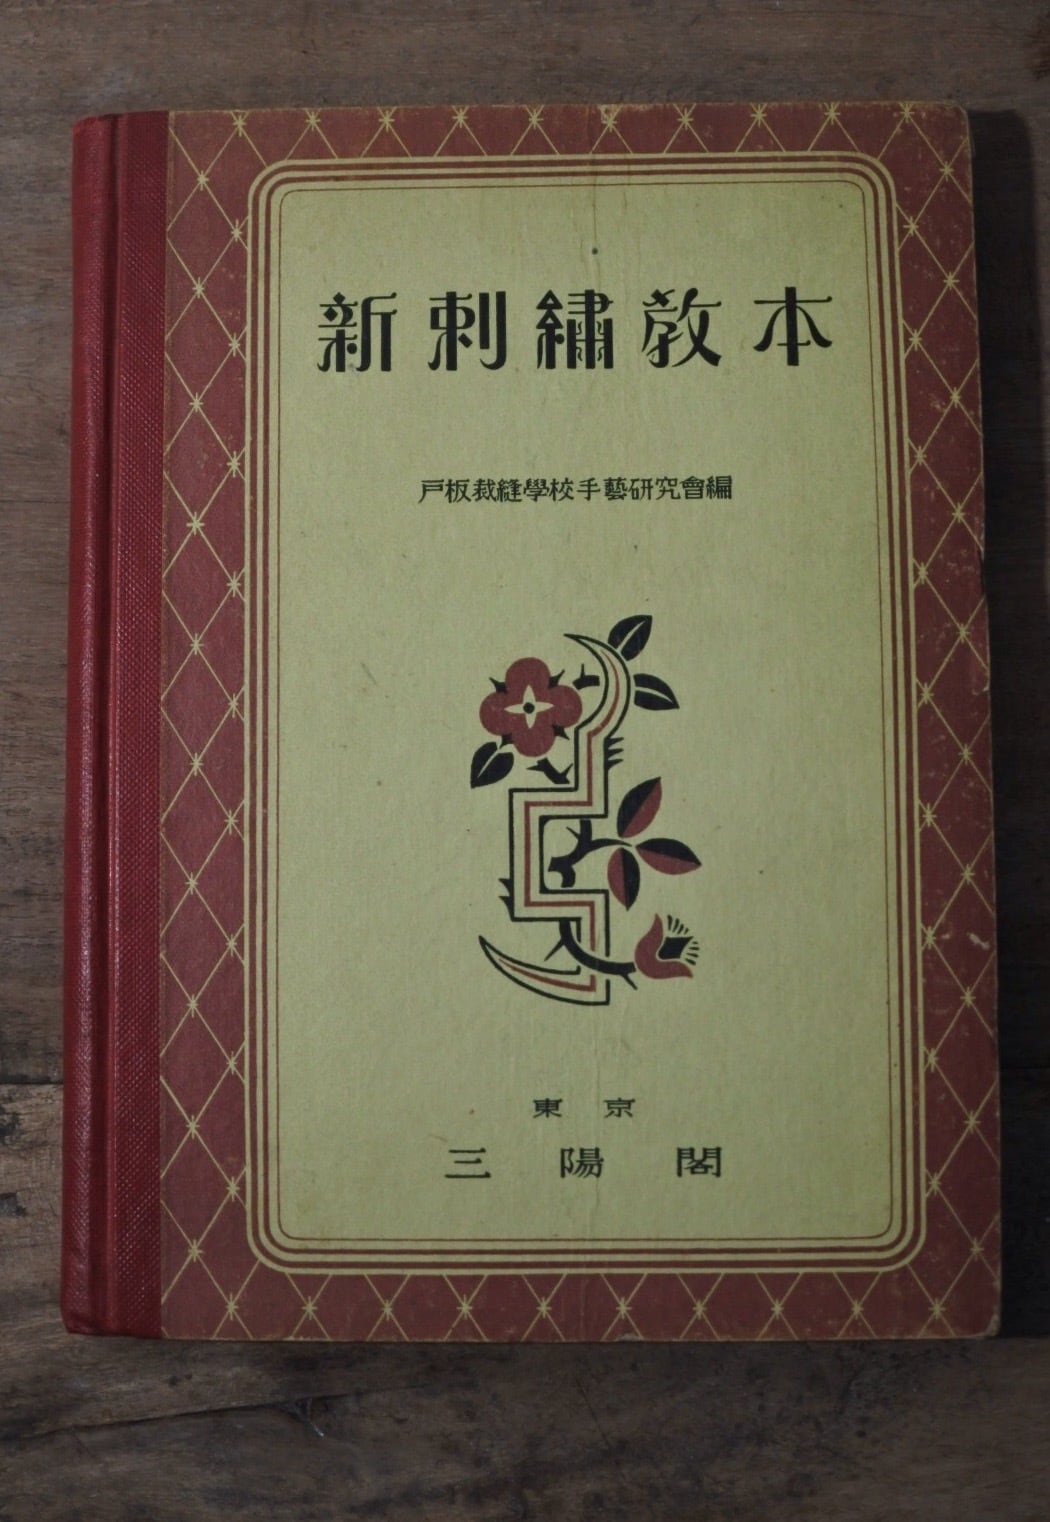 新刺繡教本
戸板裁縫學校手藝研究會編
東京
三陽閣